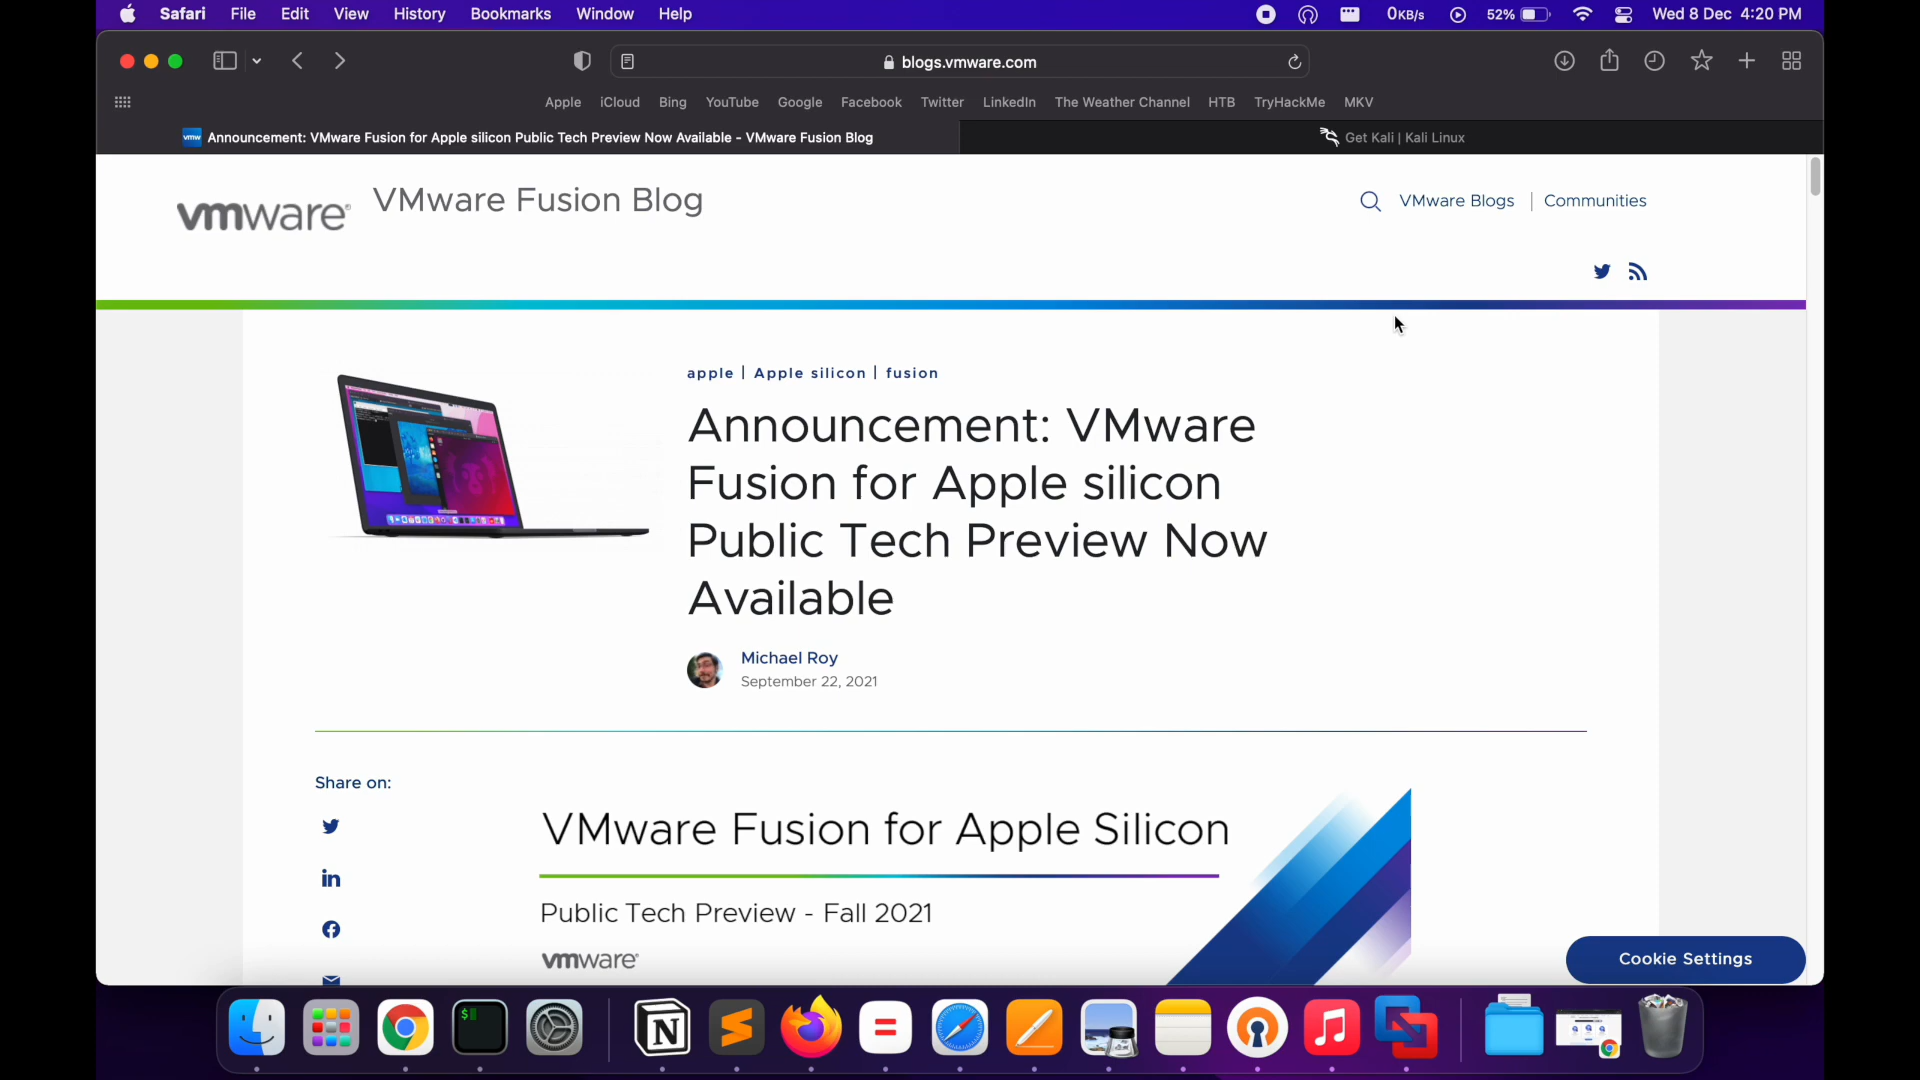 Safari File Edit View History Bookmarks Window Help 0KB/s 52% Wed 8 Dec 4:20 PM
blogs.vmware.com
Apple iCloud Bing YouTube Google Facebook Twitter LinkedIn The Weather Channel HTB TryHackMe MKV
vmw Announcement: VMware Fusion for Apple silicon Public Tech Preview Now Available - VMware Fusion Blog
Get Kali | Kali Linux
vmware® VMware Fusion Blog
VMware Blogs | Communities
apple | Apple silicon | fusion
Announcement: VMware
Fusion for Apple silicon
Public Tech Preview Now
Available
Michael Roy
September 22, 2021
Share on:
VMware Fusion for Apple Silicon
Public Tech Preview - Fall 2021
vmware®
Cookie Settings